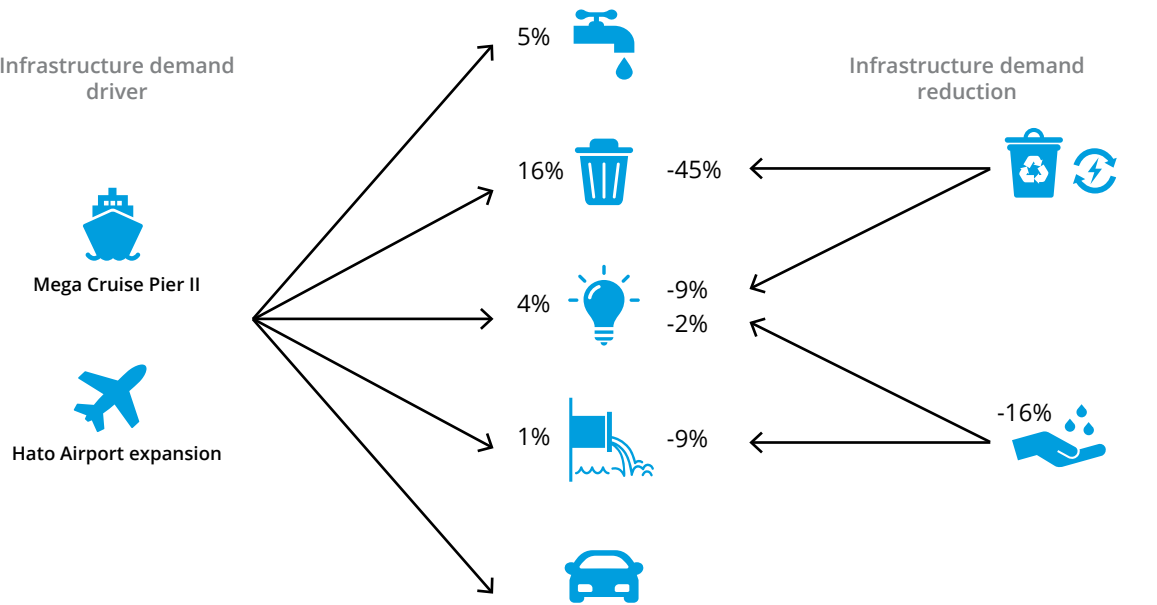 Infrastructure demand
driver
Mega Cruise Pier II
Hato Airport expansion
5%
16%
4%
1%
-45%
-9%
-2%
-9%
Infrastructure demand
reduction
-16%